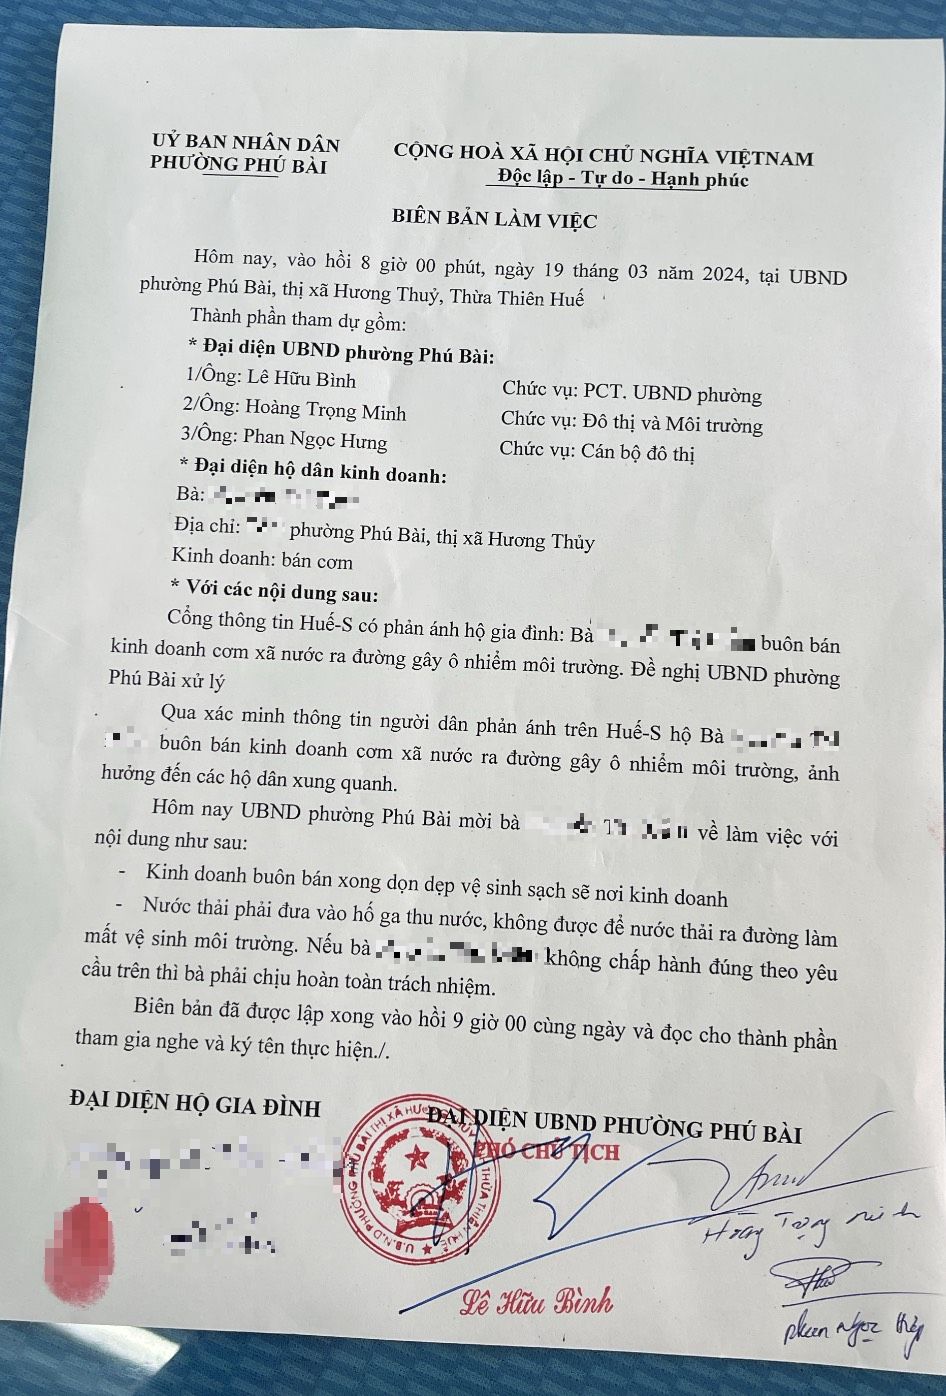 UỶ BAN NHÂN DÂN
PHƯỜNG PHÚ BÀI
CỘNG HOÀ XÃ HỘI CHỦ NGHĨA VIỆTNAM
Độc lập - Tự do - Hạnh phúc
BIÊN BẢN LÀM VIỆC
Hôm nay, vào hồi 8 giờ 00 phút, ngày 19 tháng 03 năm 2024, tại UBND
phường Phú Bài, thị xã Hương Thuỷ, Thừa Thiên Huế
Thành phần tham dự gồm:
* Đại diện UBND phường Phú Bài:
1/Ông: Lê Hữu Bình Chức vụ: PCT. UBND phường
2/Ông: Hoàng Trọng Minh Chức vụ: Đô thị và Môi trường
3/Ông: Phan Ngọc Hưng Chức vụ: Cán bộ đô thị
* Đại diện hộ dân kinh doanh:
Bà:
Địa chỉ: phường Phú Bài, thị xã Hương Thủy
Kinh doanh: bán cơm
* Với các nội dung sau:
Cổng thông tin Huế-S có phản ánh hộ gia đình: Bà buôn bán
kinh doanh cơm xã nước ra đường gây ô nhiễm môi trường. Đề nghị UBND phường
Phú Bài xử lý
Qua xác minh thông tin người dân phản ánh trên Huế-S hộ Bà
buôn bán kinh doanh cơm xã nước ra đường gây ô nhiễm môi trường, ảnh
hưởng đến các hộ dân xung quanh.
Hôm nay UBND phường Phú Bài mời bà về làm việc với
nội dung như sau:
- Kinh doanh buôn bán xong dọn dẹp vệ sinh sạch sẽ nơi kinh doanh
- Nước thải phải đưa vào hố ga thu nước, không được để nước thải ra đường làm
mất vệ sinh môi trường. Nếu bà không chấp hành đúng theo yêu
cầu trên thì bà phải chịu hoàn toàn trách nhiệm.
Biên bản đã được lập xong vào hồi 9 giờ 00 cùng ngày và đọc cho thành phần
tham gia nghe và ký tên thực hiện./.
ĐẠI DIỆN HỘ GIA ĐÌNH
ĐẠI DIỆN UBND PHƯỜNG PHÚ BÀI
PHÓ CHỦ TỊCH
U.B.N.D PHƯỜNG PHÚ BÀI THỊ XÃ HƯƠNG THỦY THỪA THIÊN HUẾ
Hoàng Trọng Minh
Lê Hữu Bình
phan ngọc